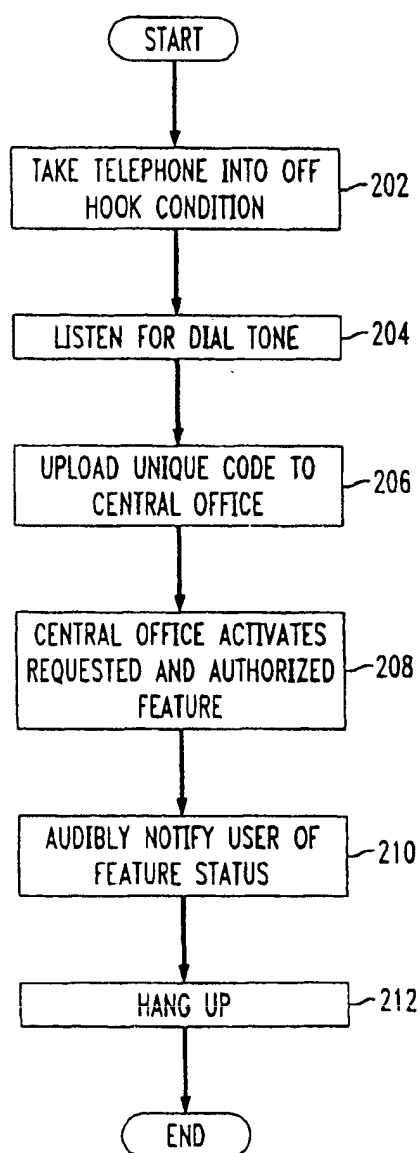 START
TAKE TELEPHONE INTO OFF
HOOK CONDITION
202
LISTEN FOR DIAL TONE
204
UPLOAD UNIQUE CODE TO
CENTRAL OFFICE
206
CENTRAL OFFICE ACTIVATES
REQUESTED AND AUTHORIZED
FEATURE
208
AUDIBLY NOTIFY USER OF
FEATURE STATUS
210
HANG UP
212
END